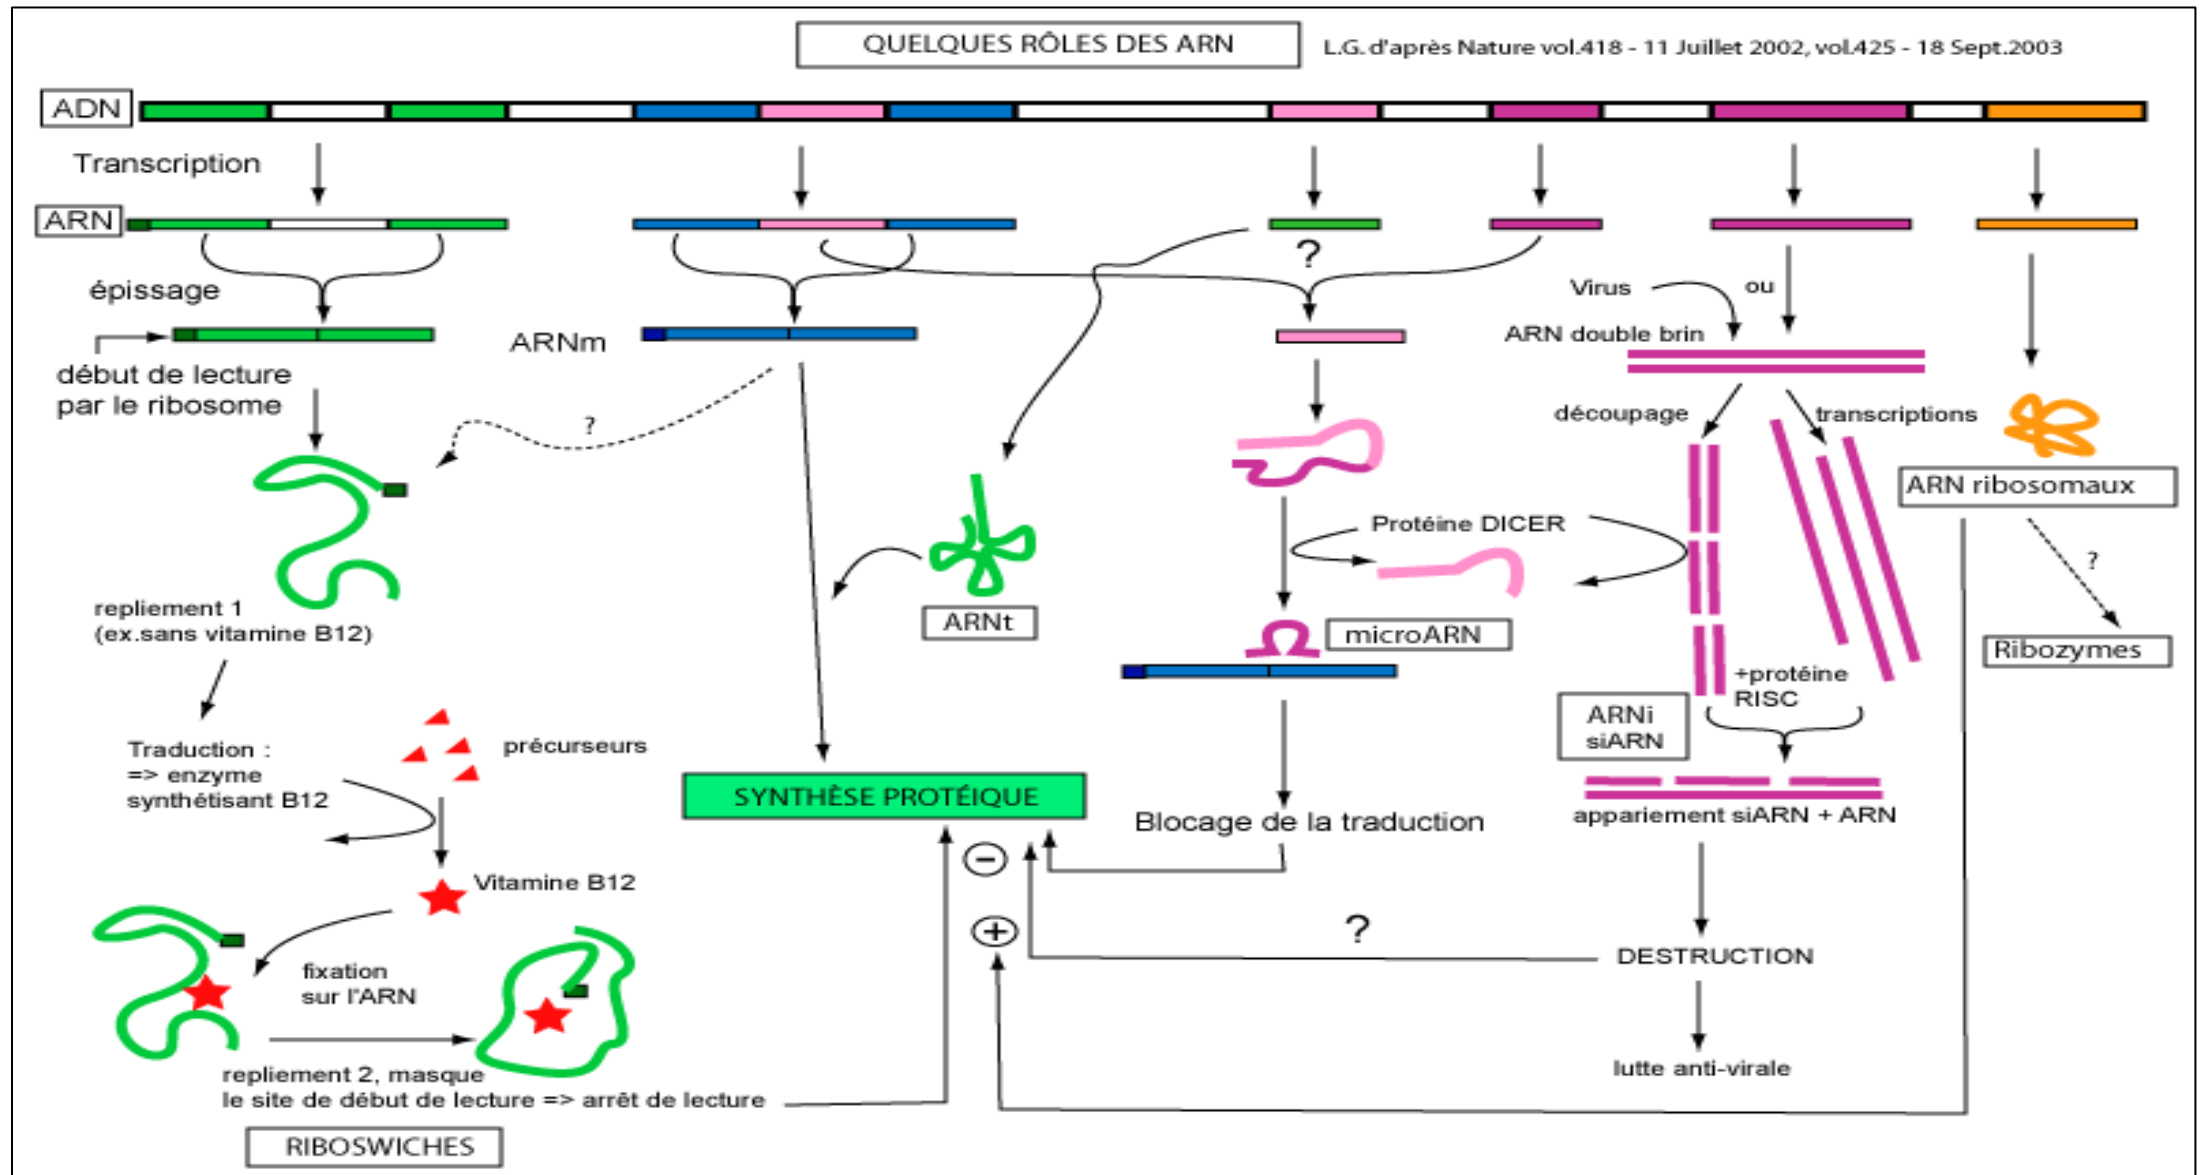 QUELQUES RÔLES DES ARN
L.G. d'après Nature vol.418 - 11 Juillet 2002, vol.425 - 18 Sept.2003
ADN
Transcription
ARN
?
épissage
Virus
ou
ARNm
ARN double brin
début de lecture
par le ribosome
?
découpage
transcriptions
ARN ribosomaux
Protéine DICER
?
repliement 1
(ex.sans vitamine B12)
ARNt
microARN
Ribozymes
+protéine
RISC
ARNi
siARN
Traduction :
=> enzyme
synthétisant B12
précurseurs
SYNTHÈSE PROTÉIQUE
Blocage de la traduction
appariement siARN + ARN
−
Vitamine B12
+
?
DESTRUCTION
fixation
sur l'ARN
lutte anti-virale
repliement 2, masque
le site de début de lecture => arrêt de lecture
RIBOSWICHES